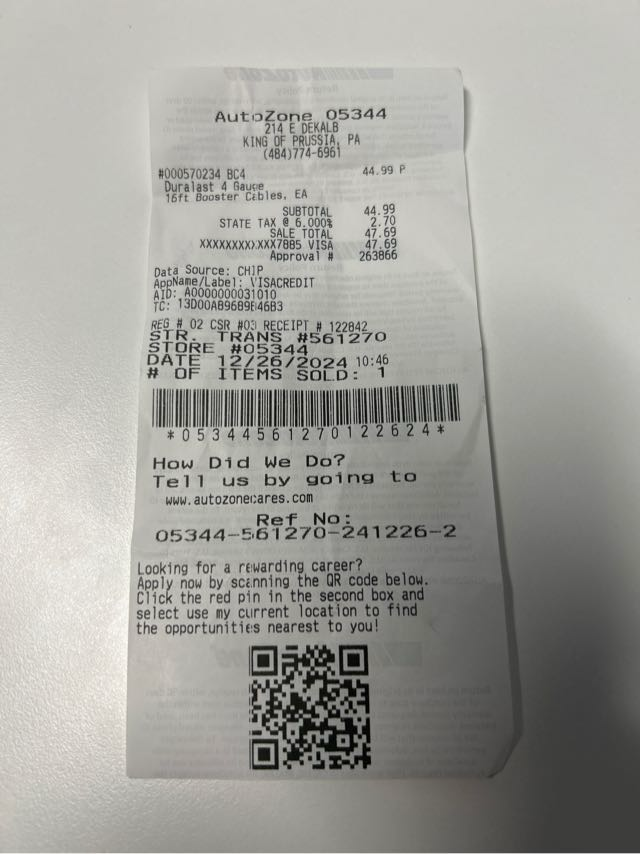 AutoZone 05344
214 E DEKALB
KING OF PRUSSIA, PA
(484)774-6961
#000570234 BC4 44.99 P
Duralast 4 Gauge
16ft Booster Cables, EA
SUBTOTAL 44.99
STATE TAX @ 6.000% 2.70
SALE TOTAL 47.69
XXXXXXXXXXXX7885 VISA 47.69
Approval # 263866
Data Source: CHIP
AppName/Label: VISACREDIT
AID: A0000000031010
TC: 13D00AB96B9E46B3
REG # 02 CSR #03 RECEIPT # 122842
STR. TRANS #561270
STORE #05344
DATE 12/26/2024 10:46
# OF ITEMS SOLD: 1
*05344561270122624*
How Did We Do?
Tell us by going to
www.autozonecares.com
Ref No:
05344-561270-241226-2
Looking for a rewarding career?
Apply now by scanning the QR code below.
Click the red pin in the second box and
select use my current location to find
the opportunities nearest to you!